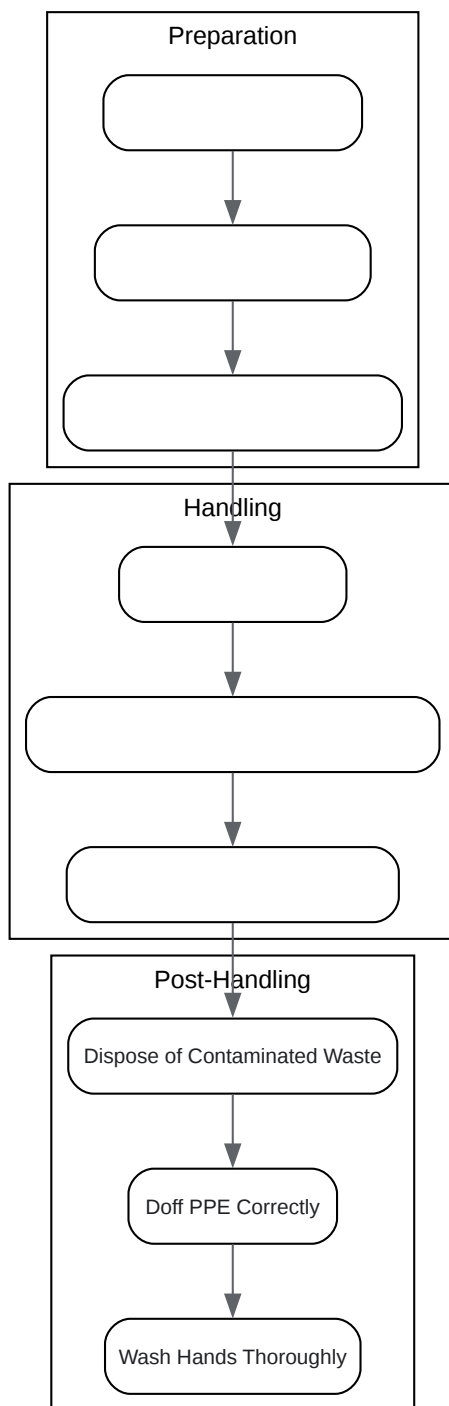 Preparation
Handling
Post-Handling
Dispose of Contaminated Waste
Doff PPE Correctly
Wash Hands Thoroughly